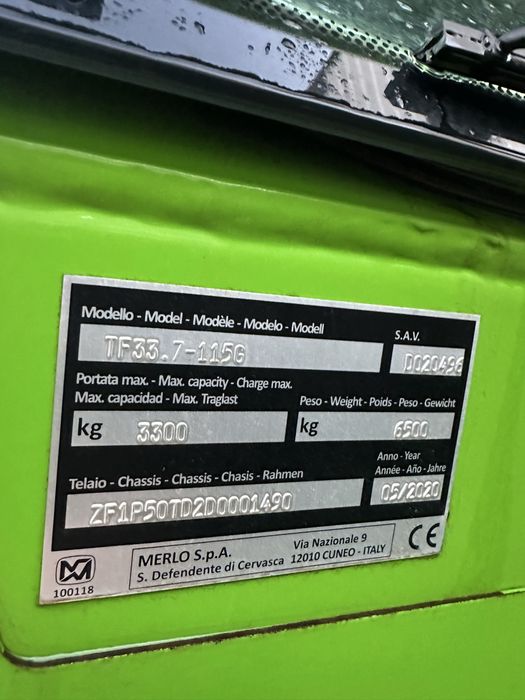 Modello - Model - Modèle - Modelo - Modell
S.A.V.
TF33.7-115G
D020496
Portata max. - Max. capacity - Charge max.
Max. capacidad - Max. Traglast
Peso - Weight - Poids - Peso - Gewicht
kg 3300
kg 6500
Telaio - Chassis - Chassis - Chasis - Rahmen
Anno - Year
Année - Año - Jahre
ZF1P50TD2D0001490
05/2020
100118
MERLO S.p.A. Via Nazionale 9
S. Defendente di Cervasca 12010 CUNEO - ITALY
CE